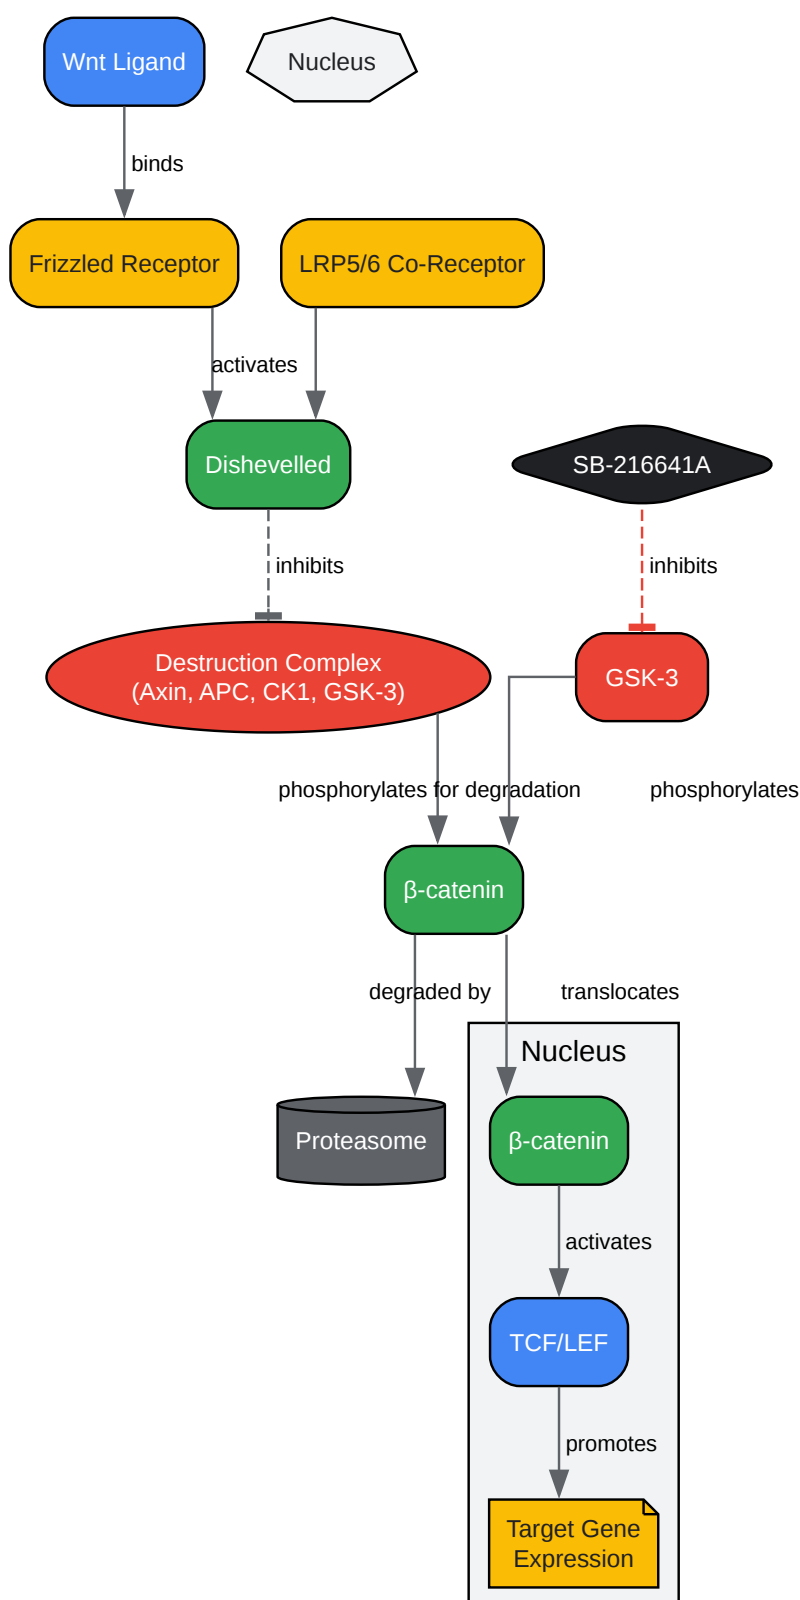 Wnt Ligand
Nucleus
binds
Frizzled Receptor
LRP5/6 Co-Receptor
activates
Dishevelled
SB-216641A
inhibits
inhibits
Destruction Complex
(Axin, APC, CK1, GSK-3)
GSK-3
phosphorylates for degradation
phosphorylates
β-catenin
degraded by
translocates
Nucleus
Proteasome
β-catenin
activates
TCF/LEF
promotes
Target Gene
Expression